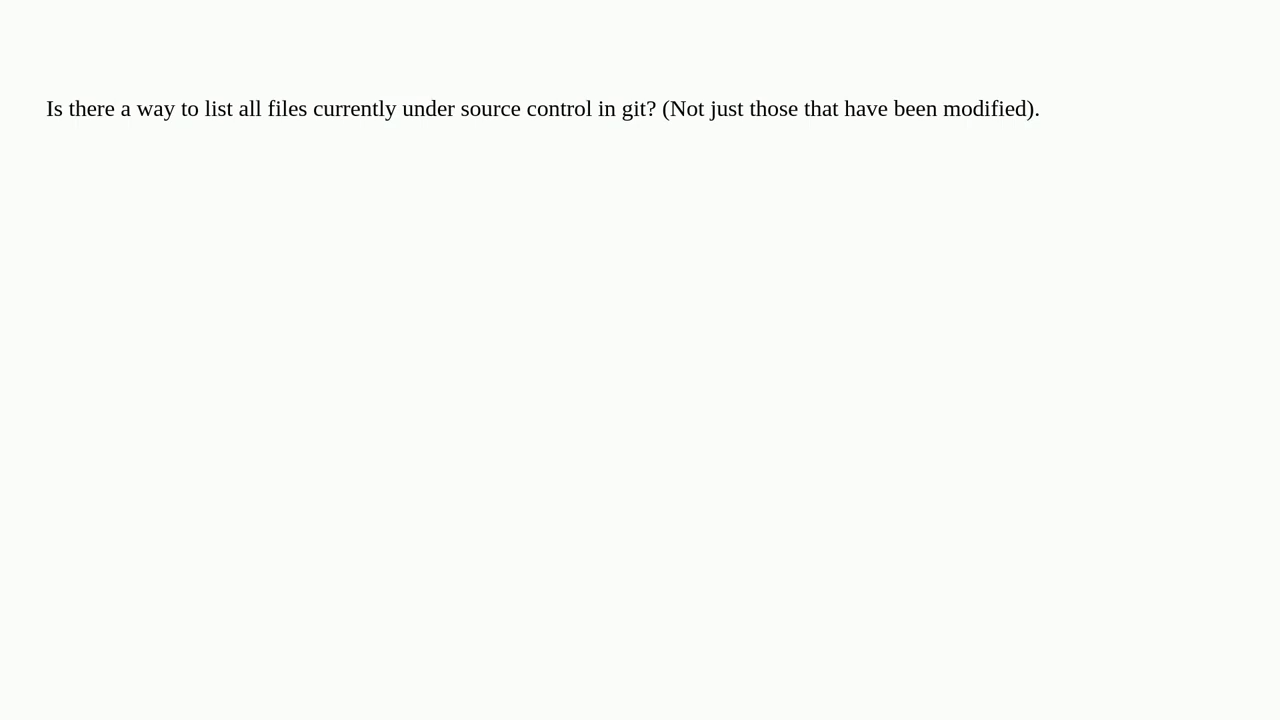 Is there a way to list all files currently under source control in git? (Not just those that have been modified).